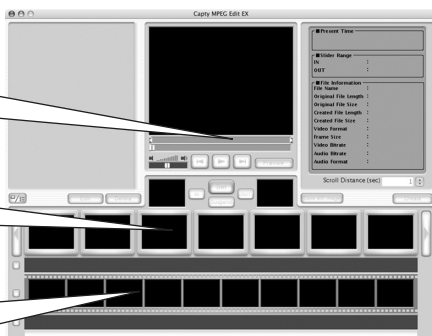 Capty MPEG Edit EX
Present Time
Slider Range
IN :
OUT :
File Information
File Name :
Original File Length :
Original File Size :
Created File Length :
Created File Size :
Video Format :
Frame Size :
Video Bitrate :
Audio Bitrate :
Audio Format :
Scroll Distance (sec) 1